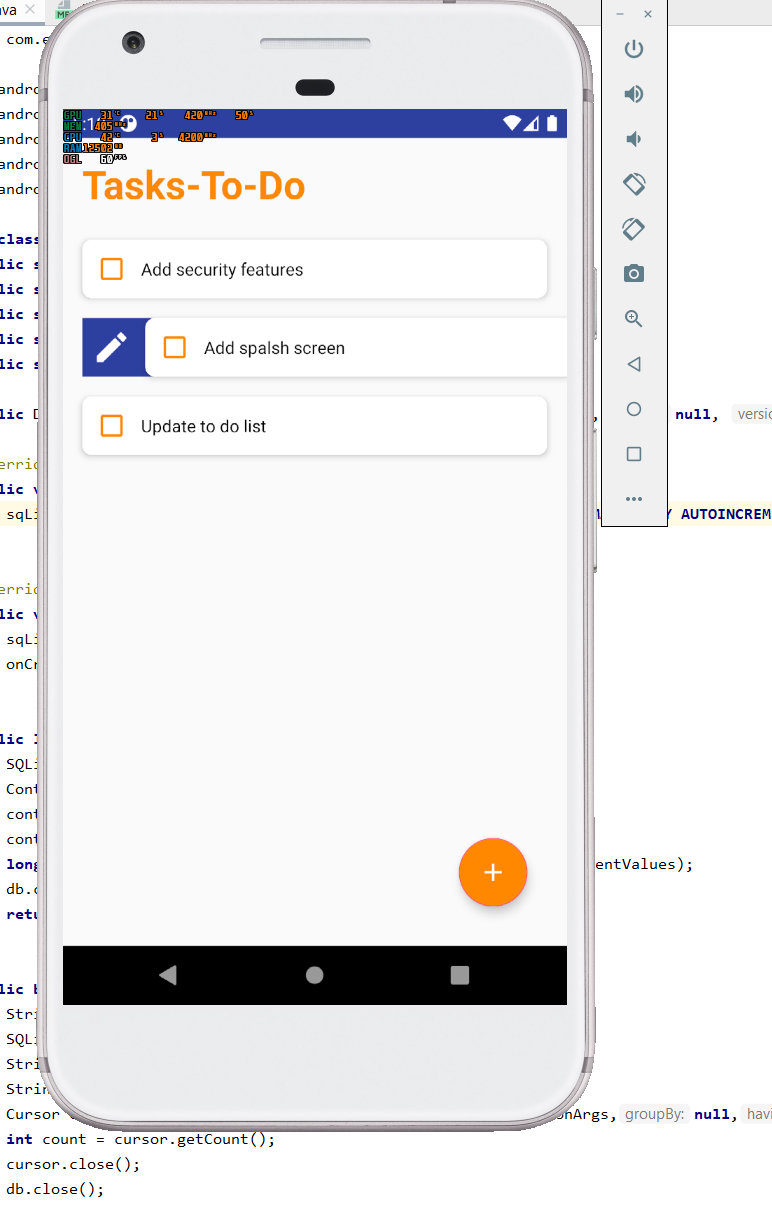 ava
com.e
andro
GPU 31°C 21% 420MHz 50%
MEM 405MHz
CPU 42°C 3% 4200MHz
RAM 12502MB
OGL 60FPS
andro
andro
andro
andro
Tasks-To-Do
class
lic s
Add security features
lic s
lic s
lic s
Add spalsh screen
lic s
lic D
null,
versio
Update to do list
erric
lic v
sqLi
Y AUTOINCREM
erric
lic v
sqLi
onCr
lic
SQLi
Cont
cont
cont
long
entValues);
db.c
retu
lic b
Stri
SQLi
Stri
Strin
Cursor
onArgs, groupBy: null, havi
int count = cursor.getCount();
cursor.close();
db.close();